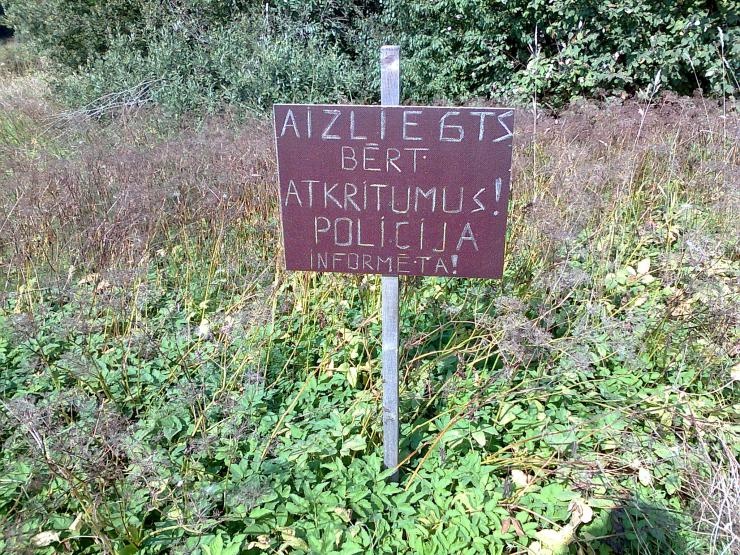 AIZLIEGTS
BĒRT
ATKRITUMUS!
POLICIJA
INFORMĒTA!